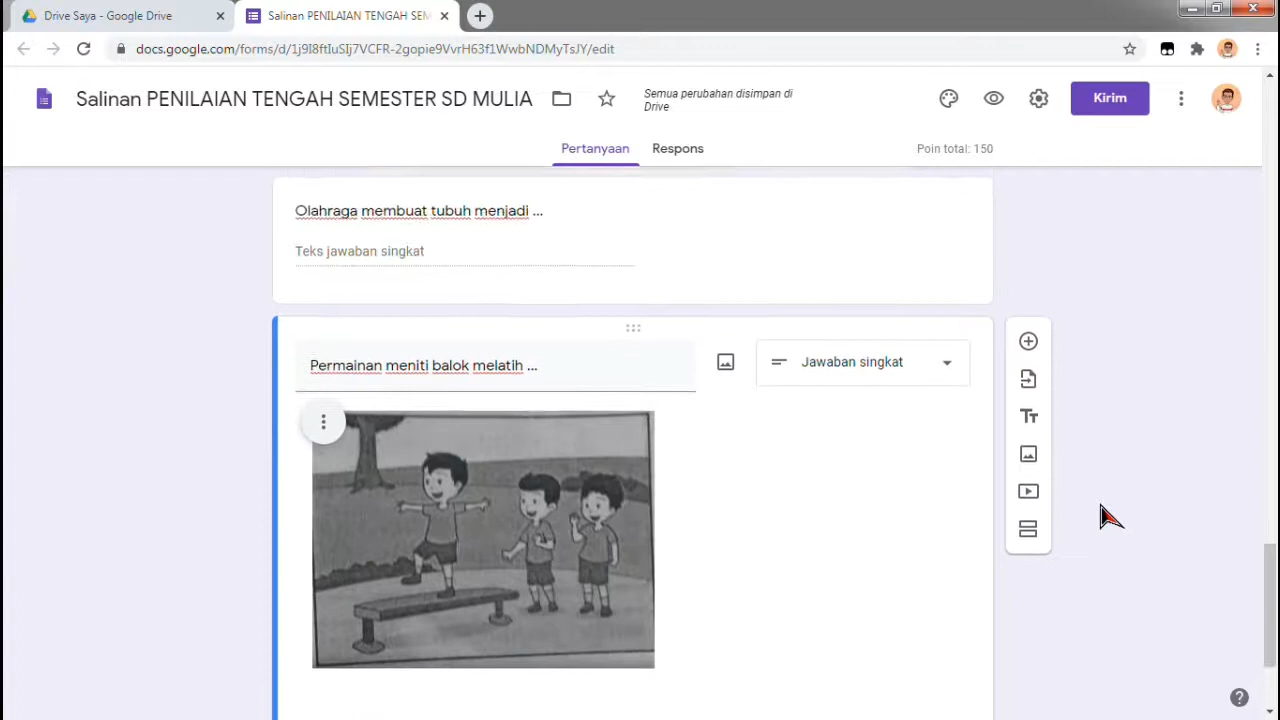 Drive Saya - Google Drive
Salinan PENILAIAN TENGAH SEM
docs.google.com/forms/d/1j9I8ftIuSIj7VCFR-2gopie9VvrH63f1WwbNDMyTsJY/edit
Salinan PENILAIAN TENGAH SEMESTER SD MULIA
Semua perubahan disimpan di
Drive
Kirim
Pertanyaan
Respons
Poin total: 150
Olahraga membuat tubuh menjadi ...
Teks jawaban singkat
Permainan meniti balok melatih ...
Jawaban singkat
Tт